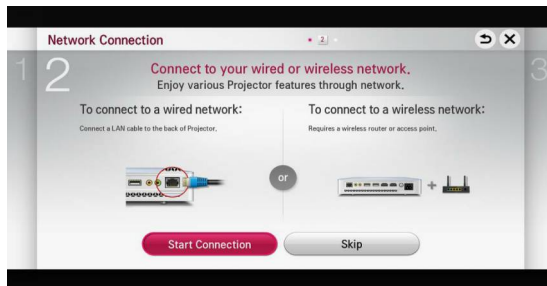 Network Connection
2
1
2
3
Connect to your wired or wireless network.
Enjoy various Projector features through network.
To connect to a wired network:
Connect a LAN cable to the back of Projector.
or
To connect to a wireless network:
Requires a wireless router or access point.
+
Start Connection
Skip